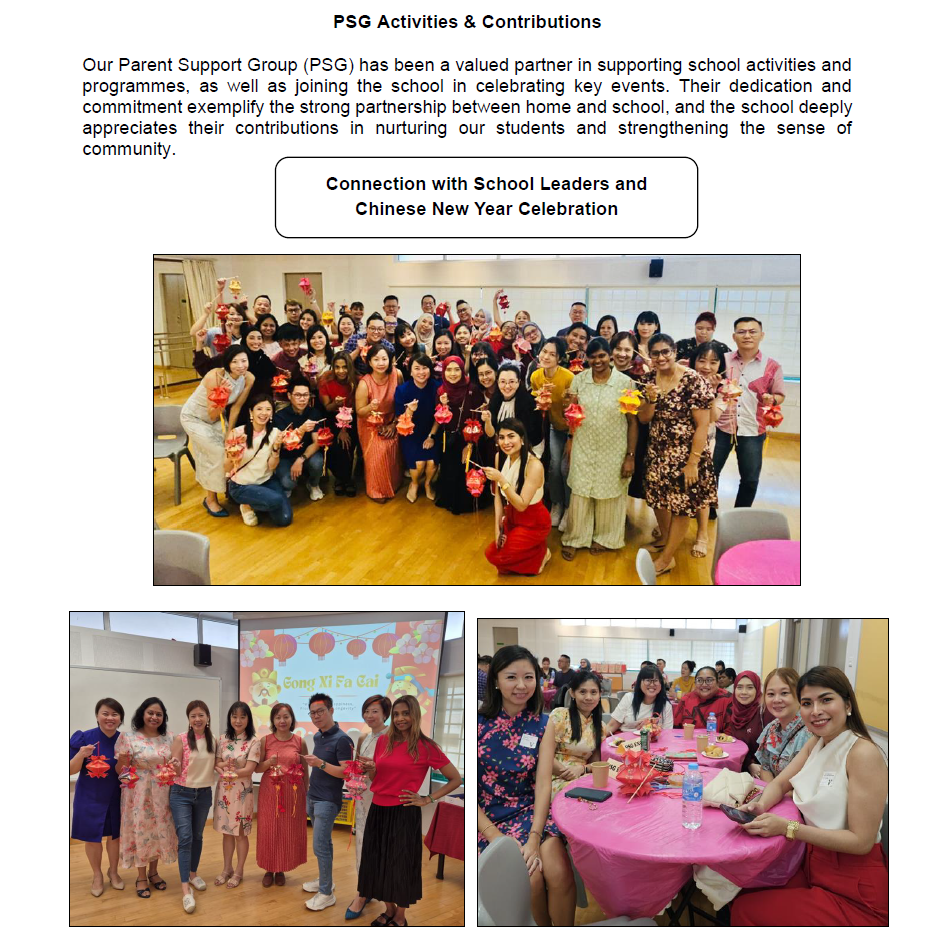 PSG Activities & Contributions
Our Parent Support Group (PSG) has been a valued partner in supporting school activities and
programmes, as well as joining the school in celebrating key events. Their dedication and
commitment exemplify the strong partnership between home and school, and the school deeply
appreciates their contributions in nurturing our students and strengthening the sense of
community.
Connection with School Leaders and
Chinese New Year Celebration
Gong Xi Fa Cai